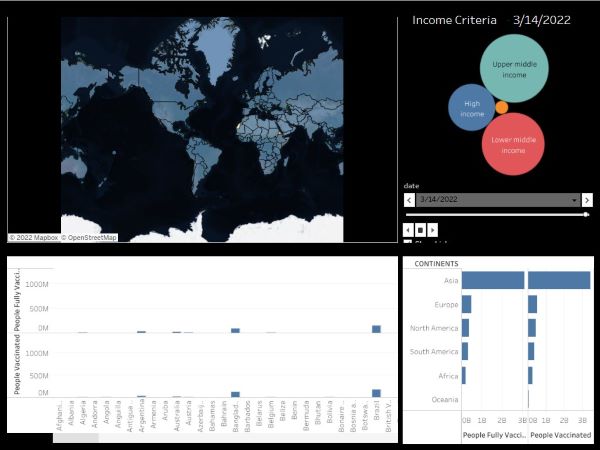 Income Criteria 3/14/2022
Upper middle
income
High
income
Lower middle
income
date
3/14/2022
© 2022 Mapbox © OpenStreetMap
People Fully Vacci..
1000M
500M
0M
People Vaccinated
1000M
500M
0M
Afghani..
Albania
Algeria
Andorra
Angola
Anguilla
Antigua ..
Argentina
Armenia
Aruba
Australia
Austria
Azerbaij..
Bahamas
Bahrain
Banglad..
Barbados
Belarus
Belgium
Belize
Benin
Bermuda
Bhutan
Bolivia
Bonaire ..
Bosnia a..
Botswa..
Brazil
British V..
CONTINENTS
Asia
Europe
North America
South America
Africa
Oceania
0B 1B 2B 3B 0B 1B 2B 3B
People Fully Vacci.. People Vaccinated